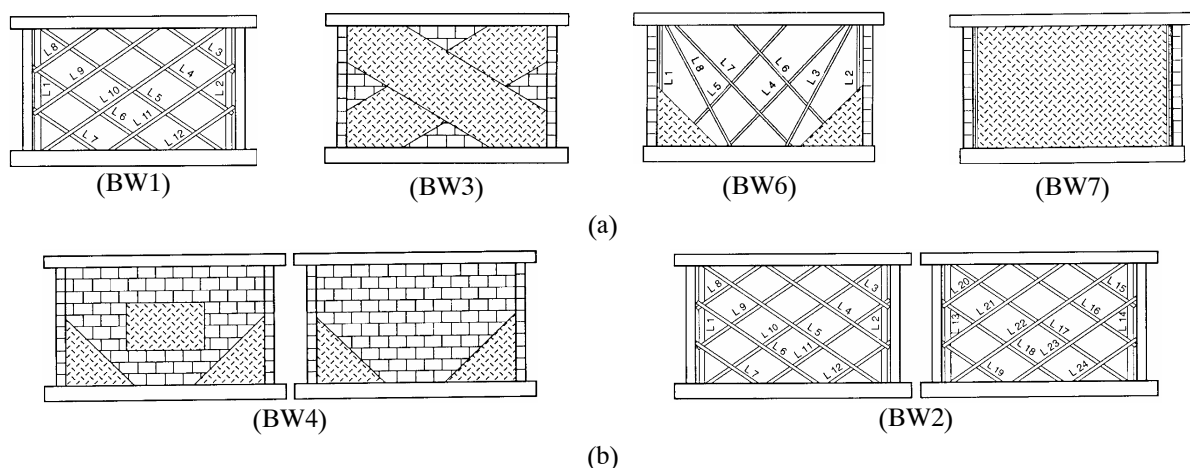 L8 L9 L1 L10 L6 L7 L5 L11 L4 L3 L2 L12
L1 L8 L5 L7 L6 L4 L3 L2
(BW1) (BW3) (BW6) (BW7)
(a)
L8 L9 L1 L10 L6 L7 L5 L11 L4 L3 L2 L12
L20 L21 L13 L22 L18 L19 L17 L23 L16 L15 L14 L24
(BW4) (BW2)
(b)